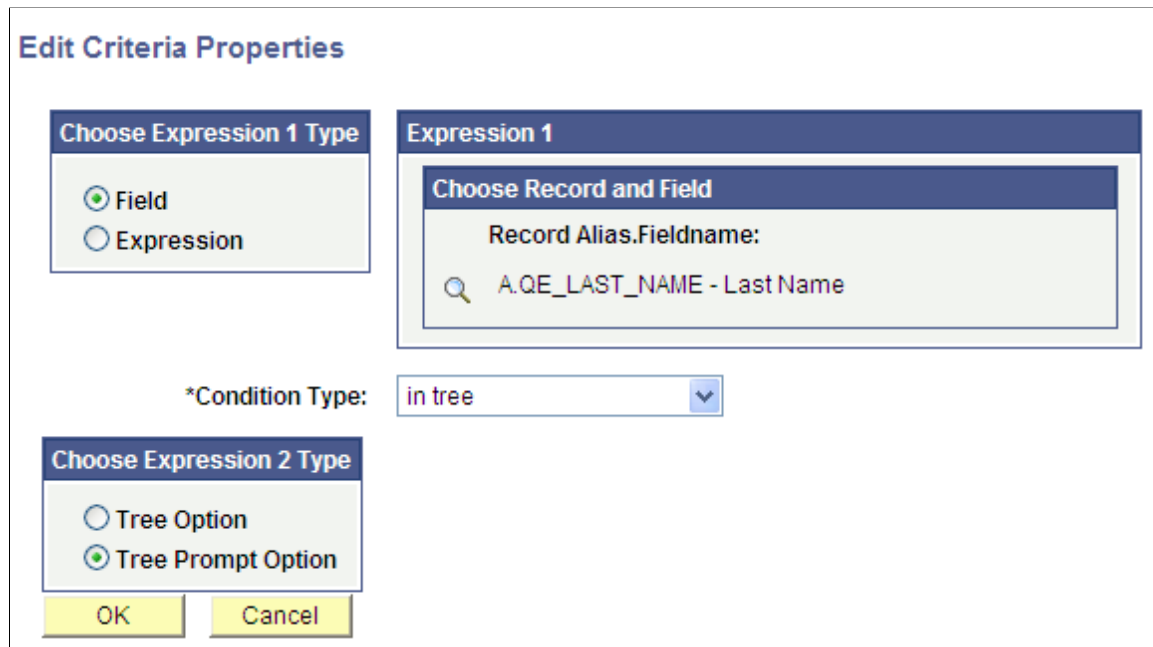 Edit Criteria Properties
Choose Expression 1 Type
Field
Expression
Expression 1
Choose Record and Field
Record Alias.Fieldname:
A.QE_LAST_NAME - Last Name
*Condition Type:
in tree
Choose Expression 2 Type
Tree Option
Tree Prompt Option
OK
Cancel